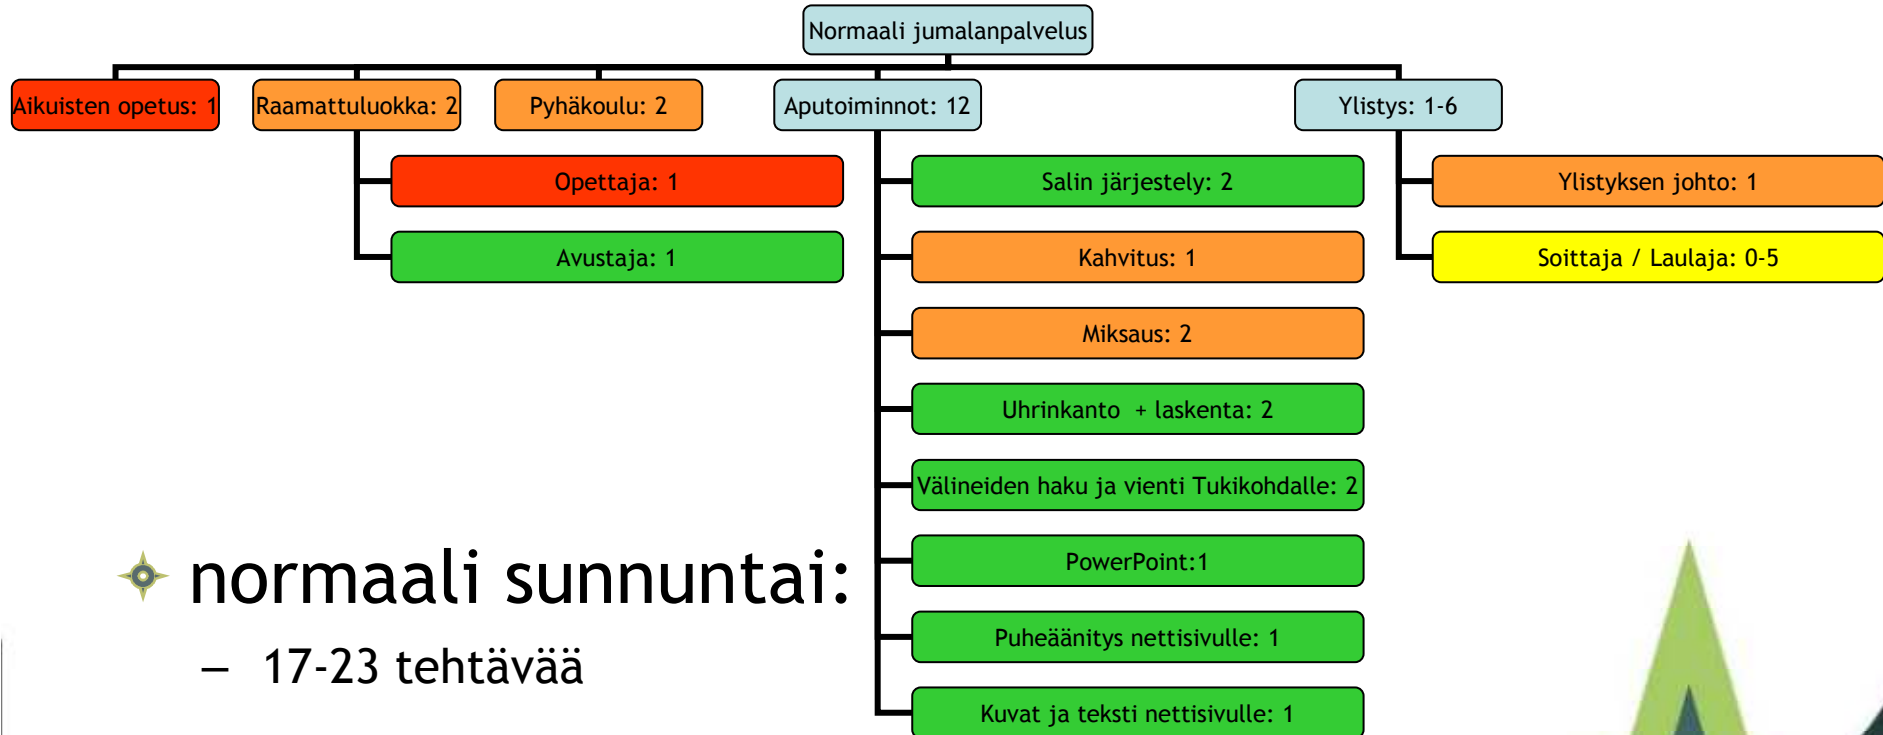 Normaali jumalanpalvelus
Aikuisten opetus: 1
Raamattuluokka: 2
Pyhäkoulu: 2
Aputoiminnot: 12
Ylistys: 1-6
Opettaja: 1
Avustaja: 1
Salin järjestely: 2
Kahvitus: 1
Miksaus: 2
Uhrinkanto + laskenta: 2
Välineiden haku ja vienti Tukikohdalle: 2
PowerPoint:1
Puheäänitys nettisivulle: 1
Kuvat ja teksti nettisivulle: 1
Ylistyksen johto: 1
Soittaja / Laulaja: 0-5
normaali sunnuntai:
– 17-23 tehtävää